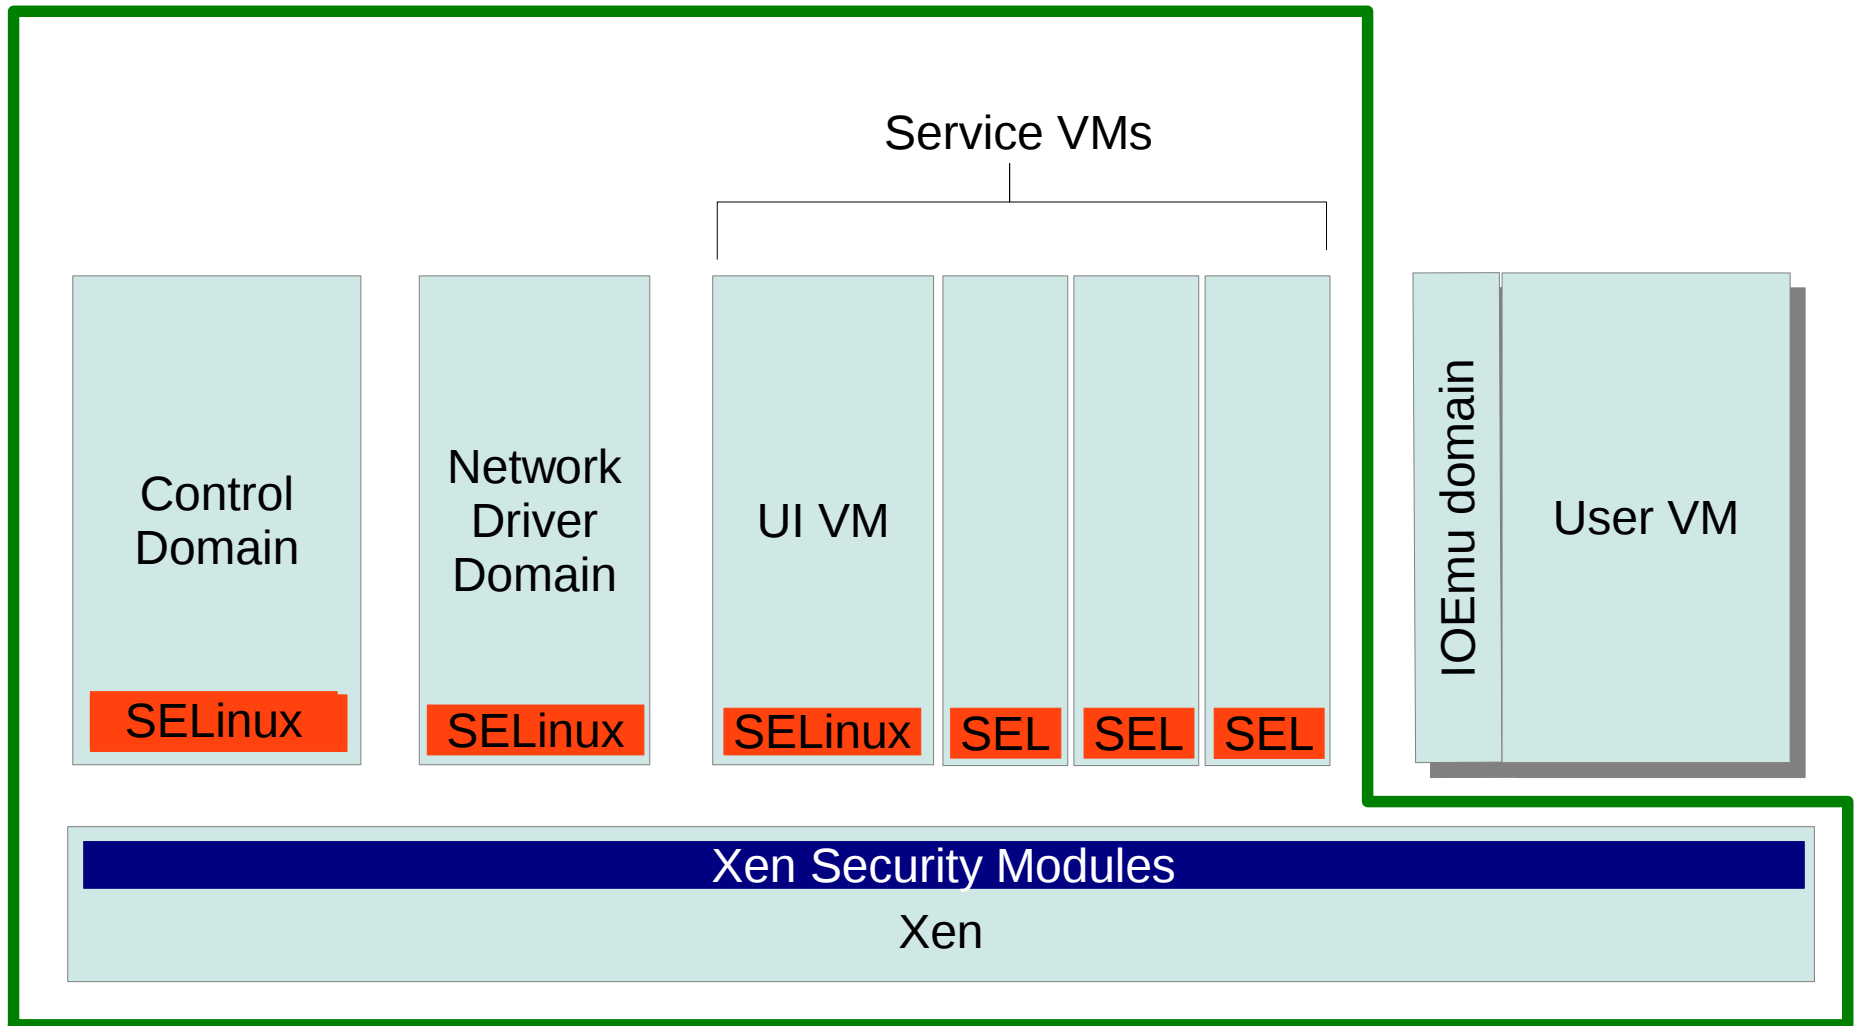 Service VMs
Control
Domain
SELinux
Network
Driver
Domain
SELinux
UI VM
SELinux
SEL
SEL
SEL
IOEmu domain
User VM
Xen Security Modules
Xen